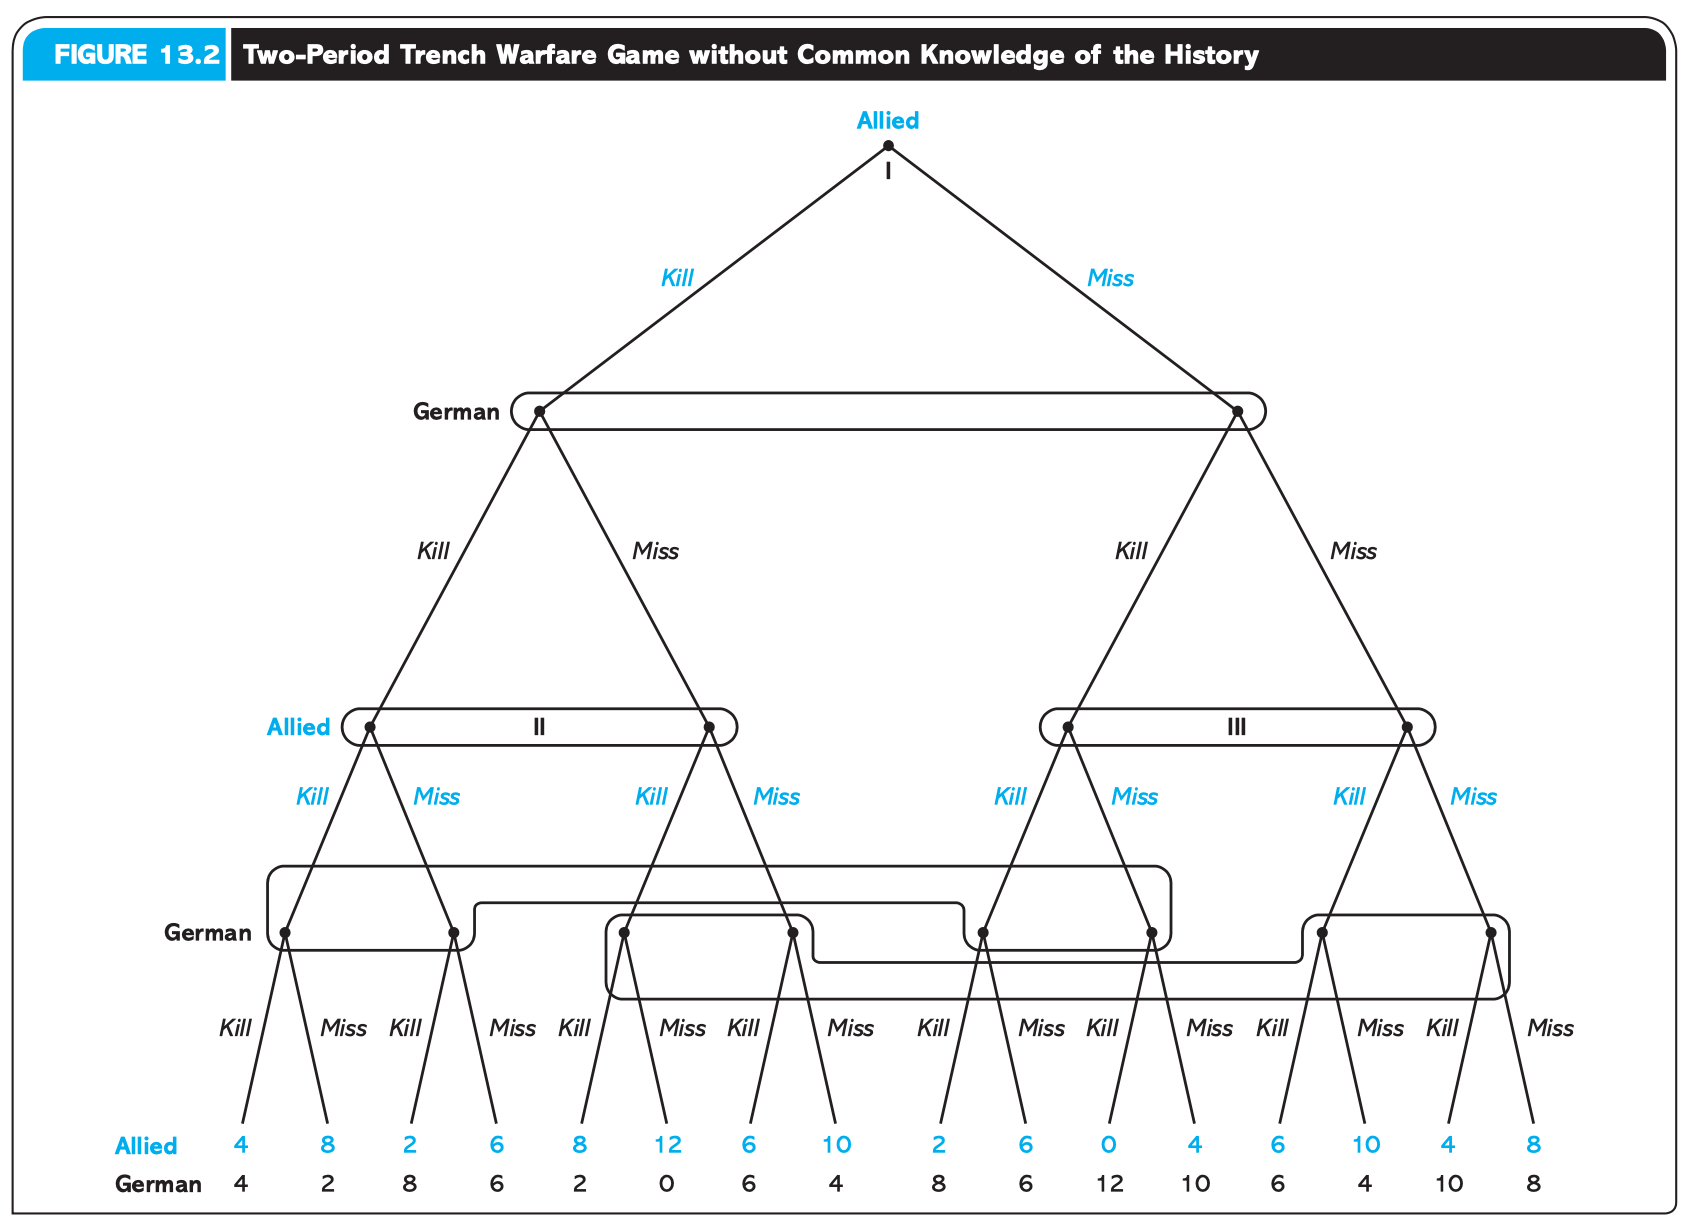 FIGURE 13.2 Two-Period Trench Warfare Game without Common Knowledge of the History
Allied
I
Kill Miss
German
Kill Miss Kill Miss
Allied II III
Kill Miss Kill Miss Kill Miss Kill Miss
German
Kill Miss Kill Miss Kill Miss Kill Miss Kill Miss Kill Miss Kill Miss Kill Miss
Allied 4 8 2 6 8 12 6 10 2 6 0 4 6 10 4 8
German 4 2 8 6 2 0 6 4 8 6 12 10 6 4 10 8